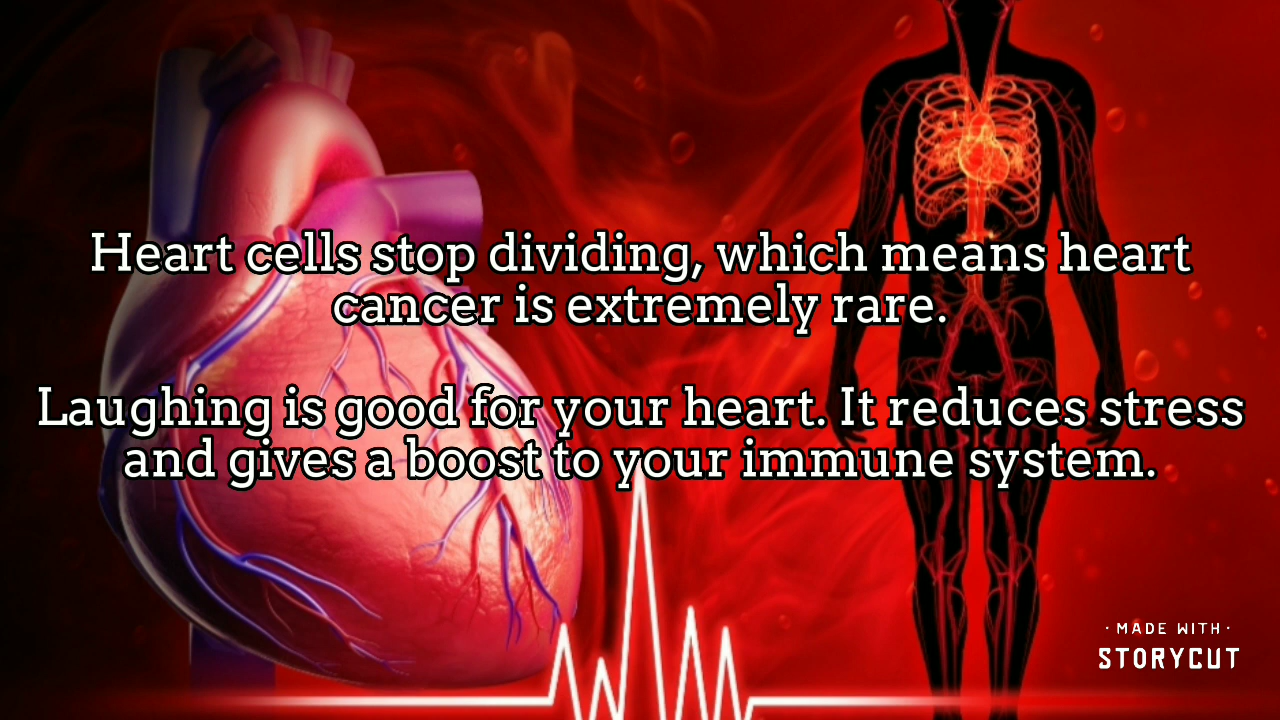 Heart cells stop dividing, which means heart
cancer is extremely rare.
Laughing is good for your heart. It reduces stress
and gives a boost to your immune system.
· MADE WITH ·
STORYCUT